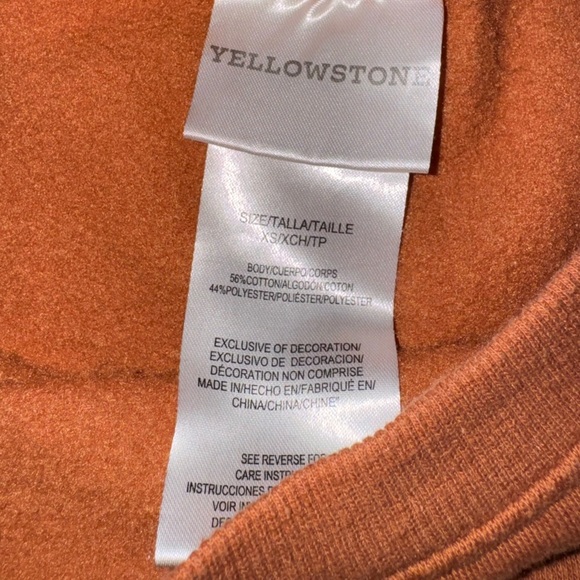 YELLOWSTONE
SIZE/TALLA/TAILLE
XS/XCH/TP
BODY/CUERPO/CORPS
56%COTTON/ALGODÓN/COTON
44%POLYESTER/POLIÉSTER/POLYESTER
EXCLUSIVE OF DECORATION/
EXCLUSIVO DE DECORACION/
DÉCORATION NON COMPRISE
MADE IN/HECHO EN/FABRIQUÉ EN/
CHINA/CHINA/CHINE
SEE REVERSE FOR
CARE
INSTRUCCIONES
VOIR